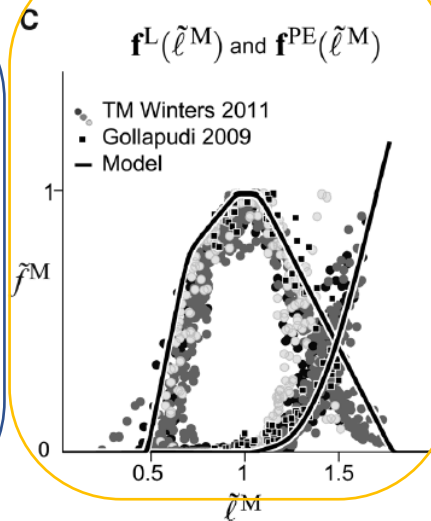 C
f^L(ℓ̃^M) and f^PE(ℓ̃^M)
TM Winters 2011
Gollapudi 2009
Model
1
f̃^M
0
0.5 1 1.5
ℓ̃^M